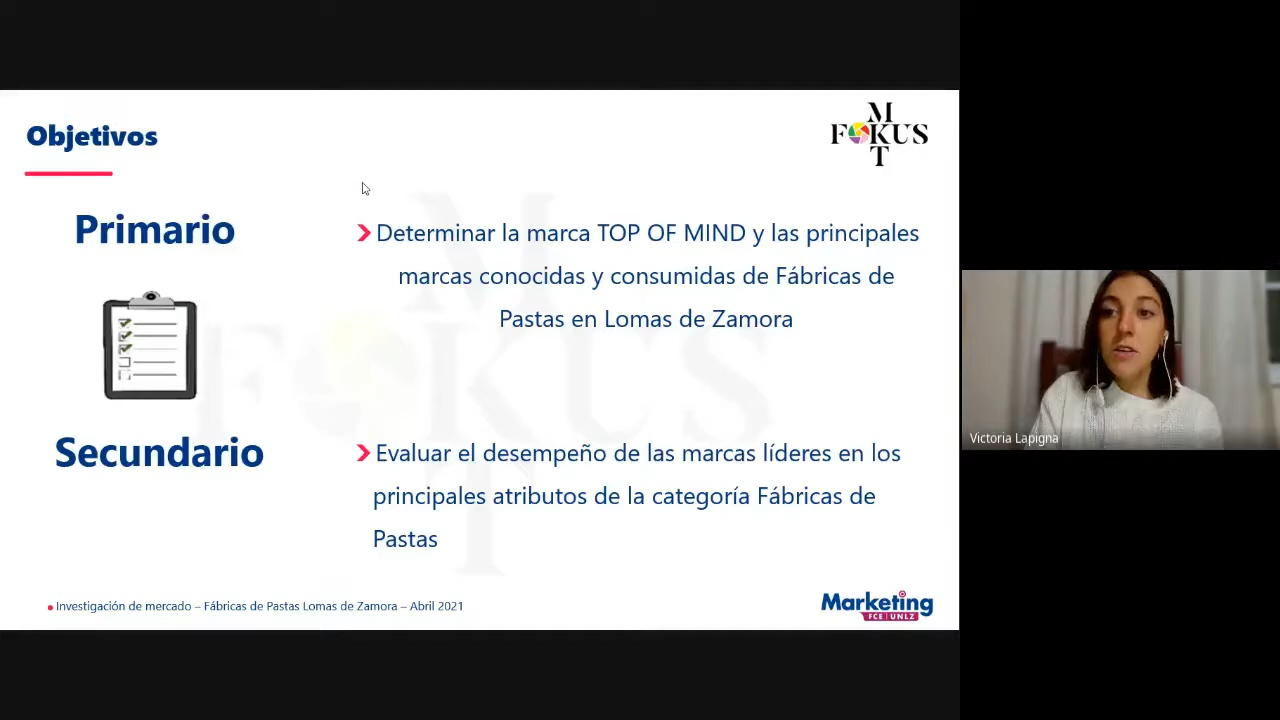 Objetivos
M
FOKUS
T
Primario
Determinar la marca TOP OF MIND y las principales
marcas conocidas y consumidas de Fábricas de
Pastas en Lomas de Zamora
Secundario
Evaluar el desempeño de las marcas líderes en los
principales atributos de la categoría Fábricas de
Pastas
Investigación de mercado – Fábricas de Pastas Lomas de Zamora – Abril 2021
Marketing
FCE | UNLZ
Victoria Lapigna
M
FOKUS
T